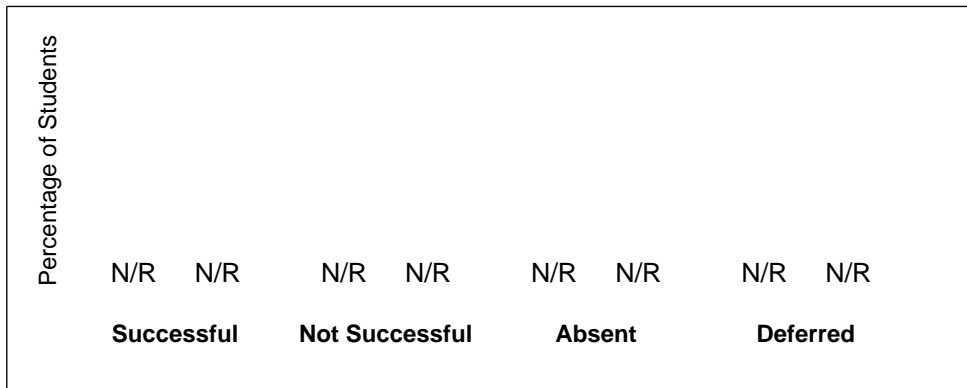 Percentage of Students
N/R N/R N/R N/R N/R N/R N/R N/R
Successful Not Successful Absent Deferred